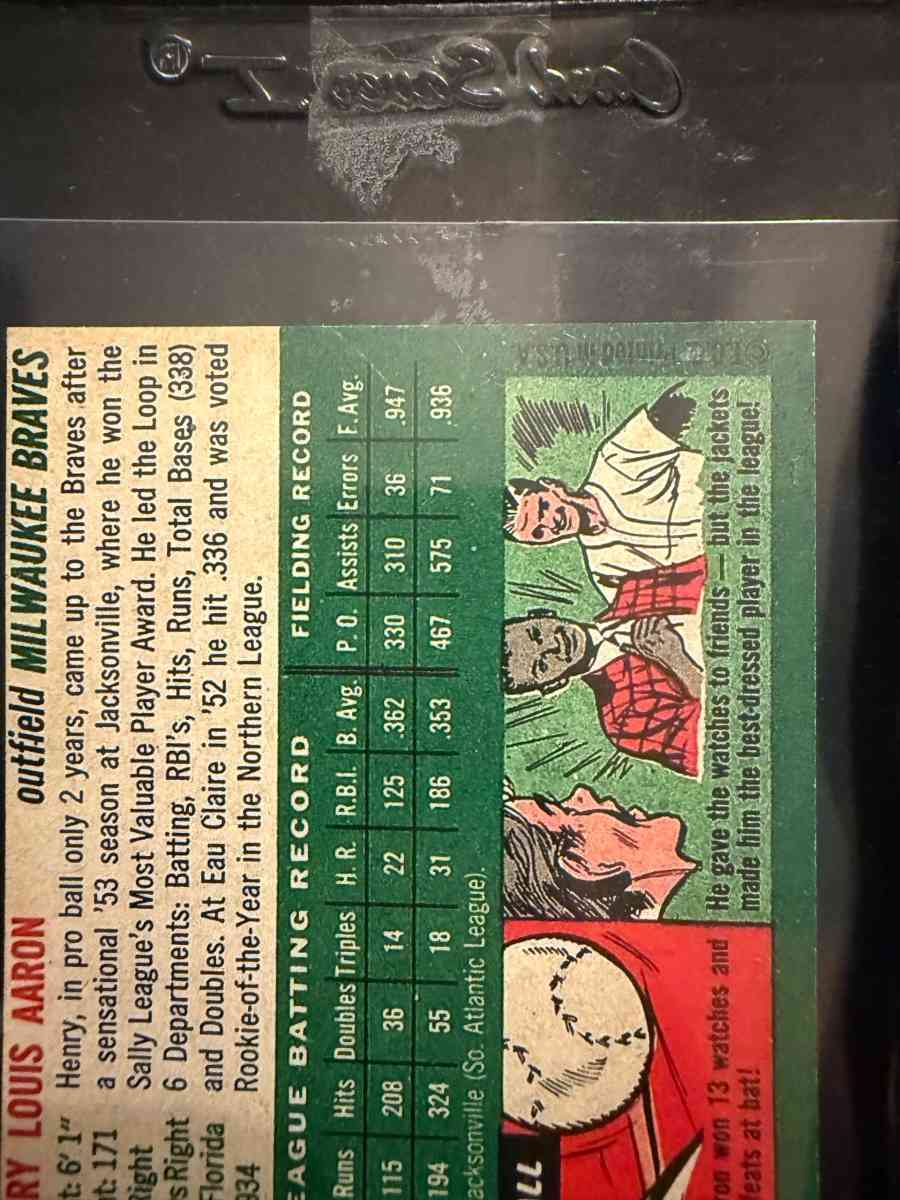 Card Saver I
RY LOUIS AARON outfield MILWAUKEE BRAVES
t: 6' 1"
t: 171
Right
s Right
Florida
934
Henry, in pro ball only 2 years, came up to the Braves after
a sensational '53 season at Jacksonville, where he won the
Sally League's Most Valuable Player Award. He led the Loop in
6 Departments: Batting, RBI's, Hits, Runs, Total Bases (338)
and Doubles. At Eau Claire in '52 he hit .336 and was voted
Rookie-of-the-Year in the Northern League.
EAGUE BATTING RECORD FIELDING RECORD
Runs Hits Doubles Triples H. R. R.B.I. B. Avg. P. O. Assists Errors F. Avg.
115 208 36 14 22 125 .362 330 310 36 .947
194 324 55 18 31 186 .353 467 575 71 .936
acksonville (So. Atlantic League).
LL
on won 13 watches and
eats at bat!
He gave the watches to friends — but the jackets
made him the best-dressed player in the league!
©T.C.G. Printed in U.S.A.